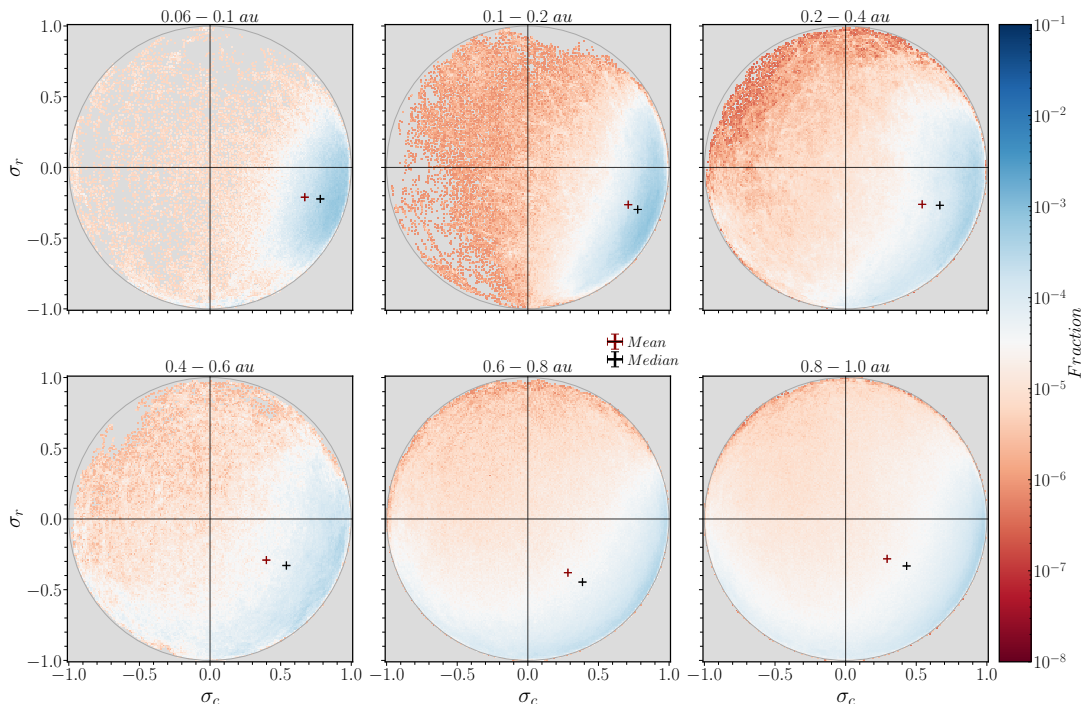 0.06 − 0.1 au
0.1 − 0.2 au
0.2 − 0.4 au
1.0
0.5
0.0
−0.5
−1.0
σr
10−1
10−2
10−3
10−4
10−5
10−6
10−7
10−8
Fraction
Mean
Median
0.4 − 0.6 au
0.6 − 0.8 au
0.8 − 1.0 au
1.0
0.5
0.0
−0.5
−1.0
σr
−1.0 −0.5 0.0 0.5 1.0
−1.0 −0.5 0.0 0.5 1.0
−1.0 −0.5 0.0 0.5 1.0
σc
σc
σc